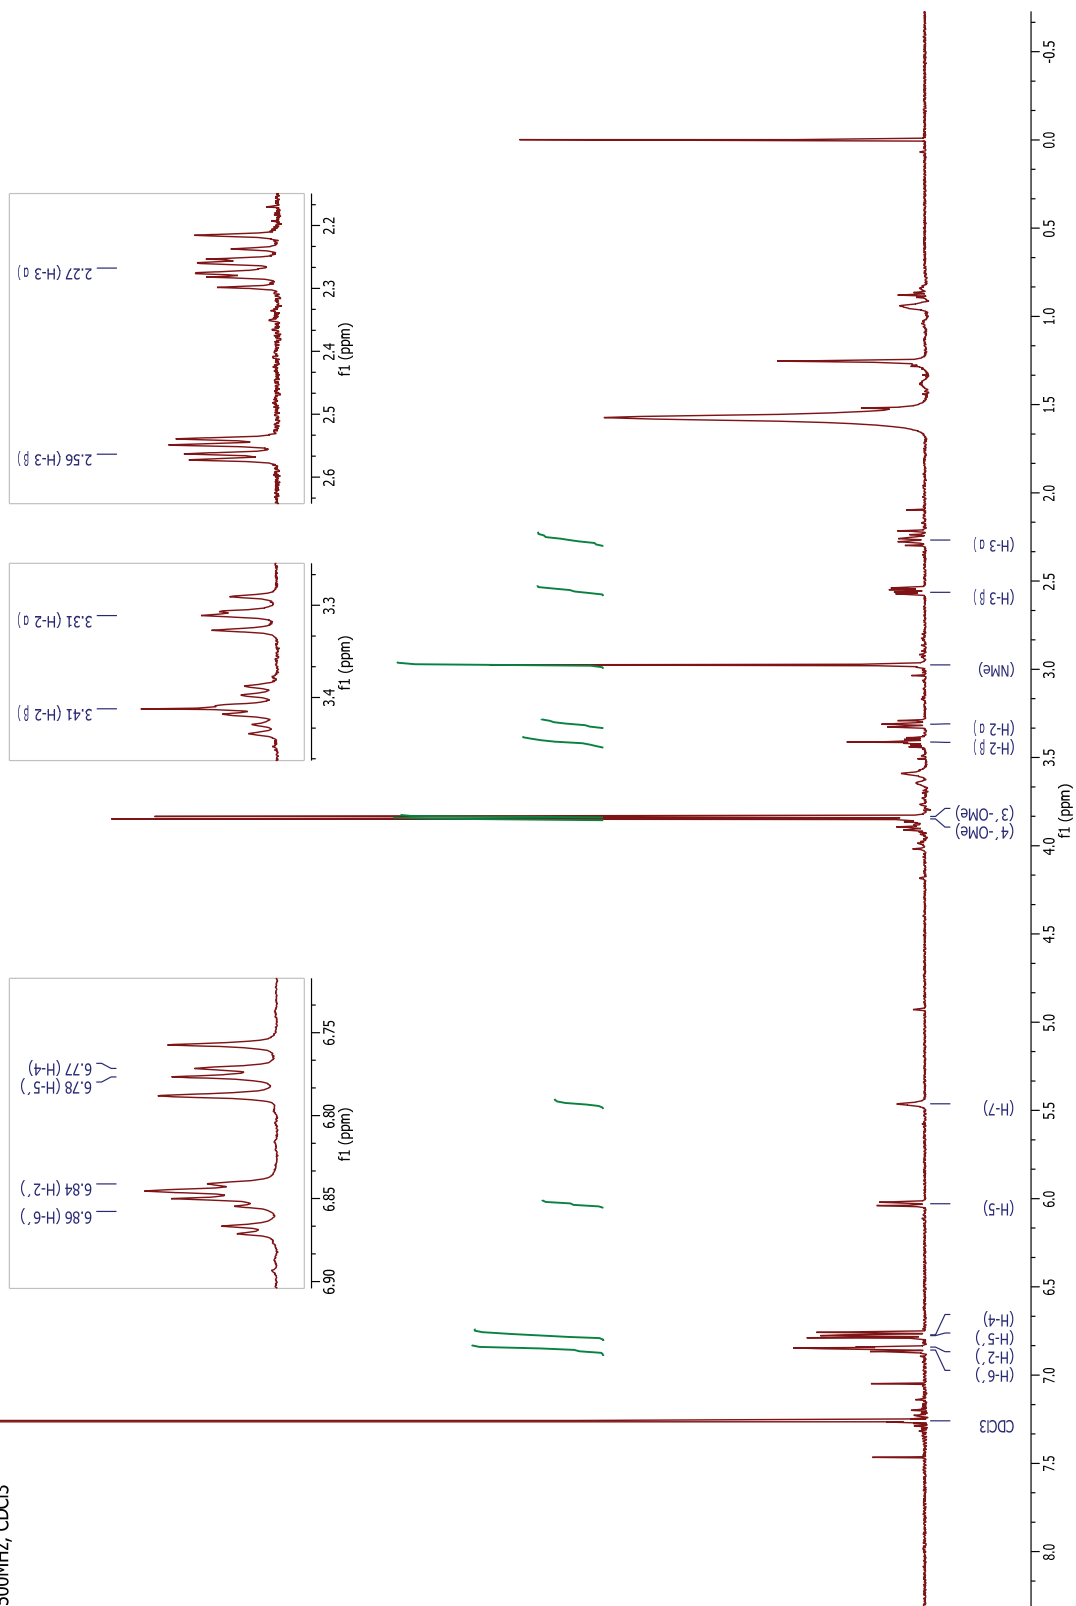 500MHz, CDCl3
6.86 (H-6´)
6.84 (H-2´)
6.78 (H-5´)
6.77 (H-4)
6.90
6.85
6.80
6.75
f1 (ppm)
3.41 (H-2 β)
3.31 (H-2 α)
3.4
3.3
f1 (ppm)
2.56 (H-3 β)
2.27 (H-3 α)
2.6
2.5
2.4
2.3
2.2
f1 (ppm)
CDCl3
(H-6´)
(H-2´)
(H-5´)
(H-4)
(H-5)
(H-7)
(4´-OMe)
(3´-OMe)
(H-2 β)
(H-2 α)
(NMe)
(H-3 β)
(H-3 α)
8.0
7.5
7.0
6.5
6.0
5.5
5.0
4.5
4.0
3.5
3.0
2.5
2.0
1.5
1.0
0.5
0.0
-0.5
f1 (ppm)